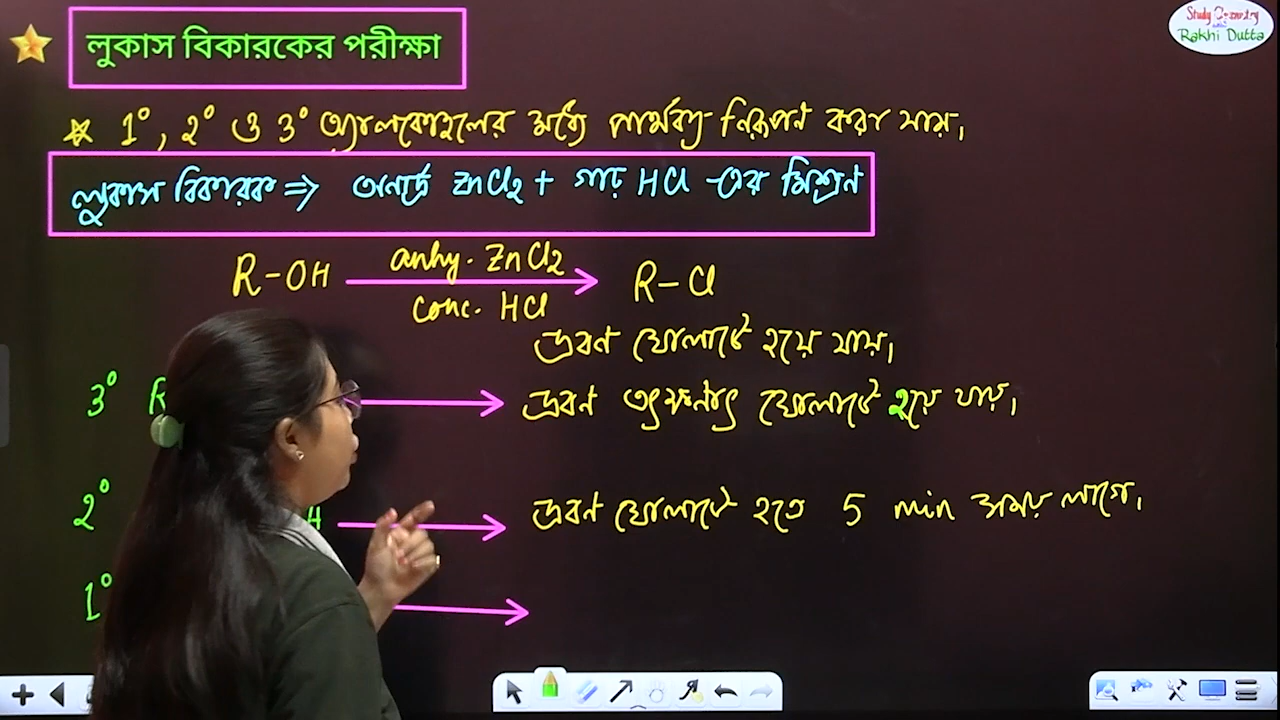 লুকাস বিকারকের পরীক্ষা
Study Chemistry
with
Rakhi Dutta
★ 1°, 2° ও 3° অ্যালকোহলের মধ্যে পার্থক্য নিরূপন করা যায়।
লুকাস বিকারক ⇒ অনার্দ্র ZnCl₂ + গাঢ় HCl -এর মিশ্রণ
R-OH anhy. ZnCl₂ conc. HCl → R-Cl
দ্রবণ ঘোলাটে হয়ে যায়।
3° R → দ্রবণ তৎক্ষণাৎ ঘোলাটে হয়ে যায়।
2° H → দ্রবণ ঘোলাটে হতে 5 min সময় লাগে।
1° →